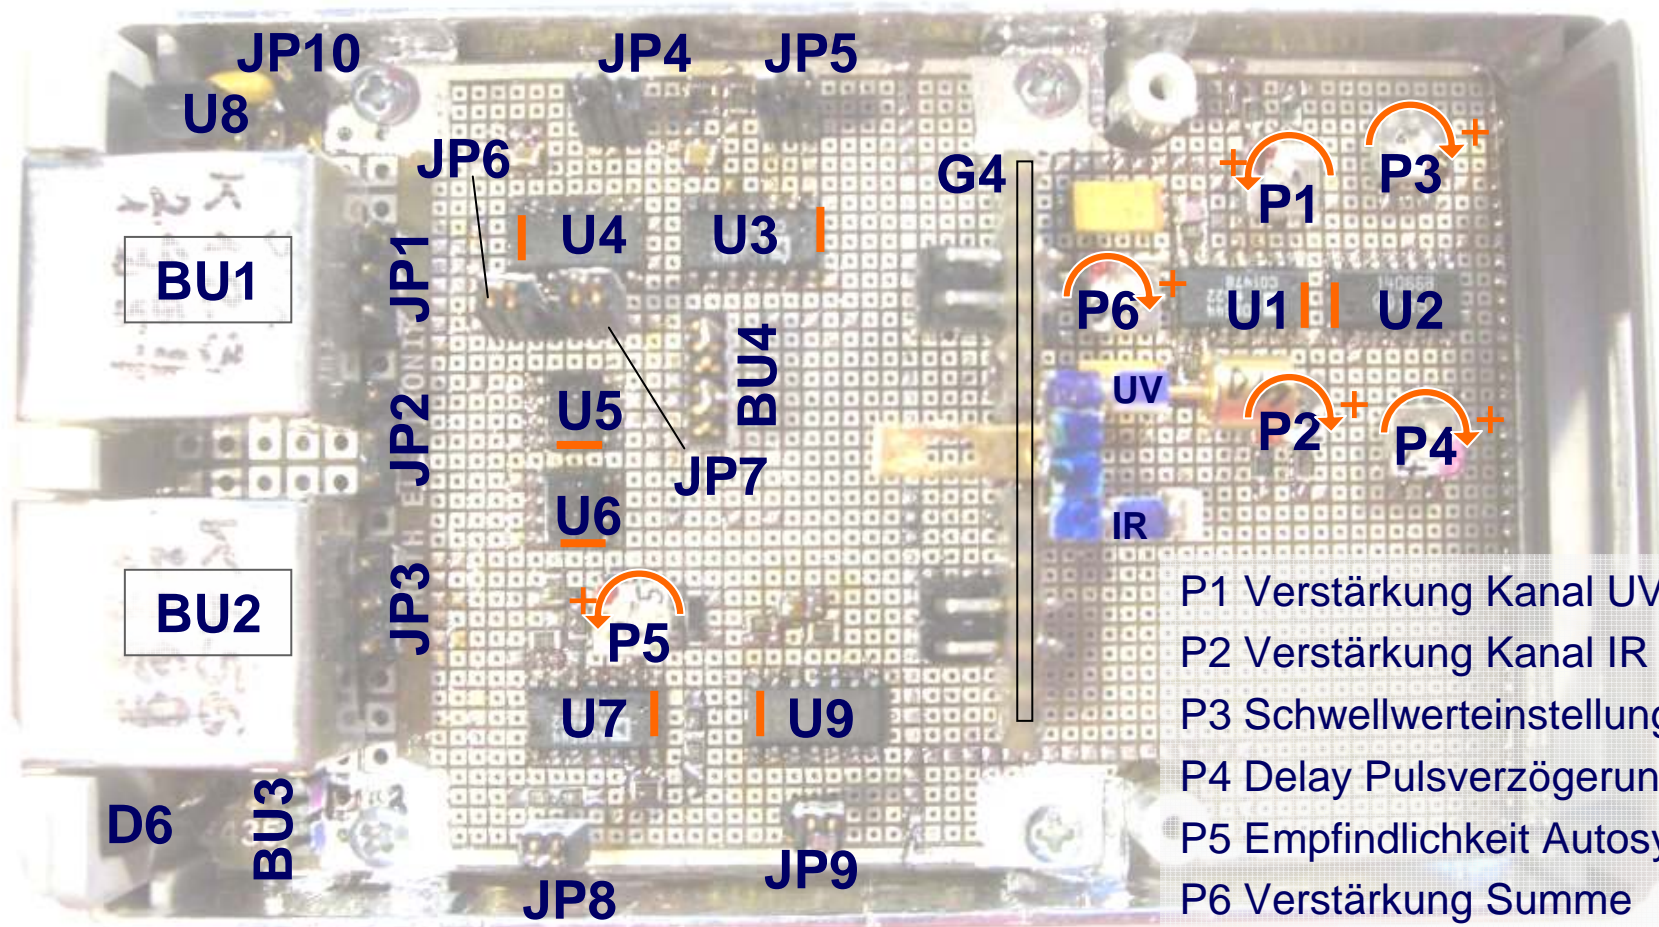 JP10 JP4 JP5
U8
JP6
G4 P3
P1
U4 U3
BU1 JP1
P6 U1 U2
BU4
UV
U5
P2 P4
JP2
JP7
U6
IR
JP3
BU2
P5
U7 U9
D6 BU3
JP9
JP8
P1 Verstärkung Kanal UV
P2 Verstärkung Kanal IR
P3 Schwellwerteinstellung
P4 Delay Pulsverzögerun
P5 Empfindlichkeit Autosy
P6 Verstärkung Summe